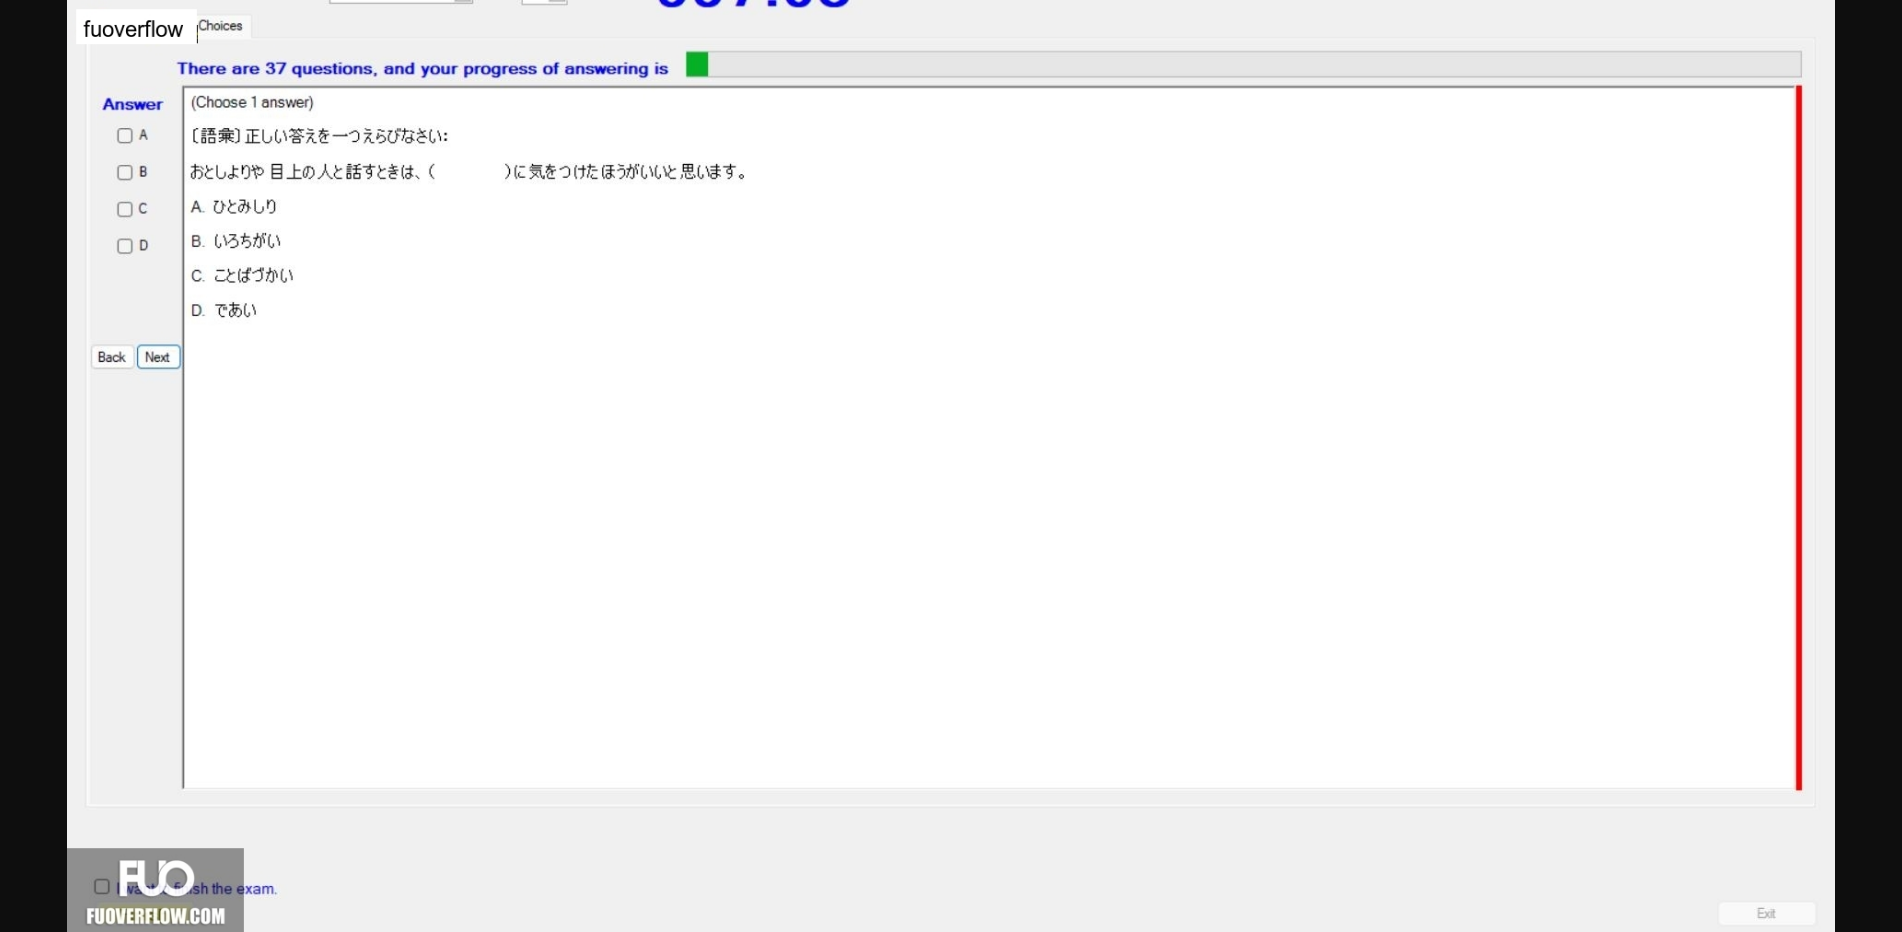 fuoverflow
Choices
There are 37 questions, and your progress of answering is
Answer
(Choose 1 answer)
A
〔語彙〕正しい答えを一つえらびなさい:
B
おとしよりや 目上の人と話すときは、( )に気をつけたほうがいいと思います。
C
A. ひとみしり
D
B. いろちがい
C. ことばづかい
D. であい
Back
Next
FUO
FUOVERFLOW.COM
I want finish the exam.
Exit